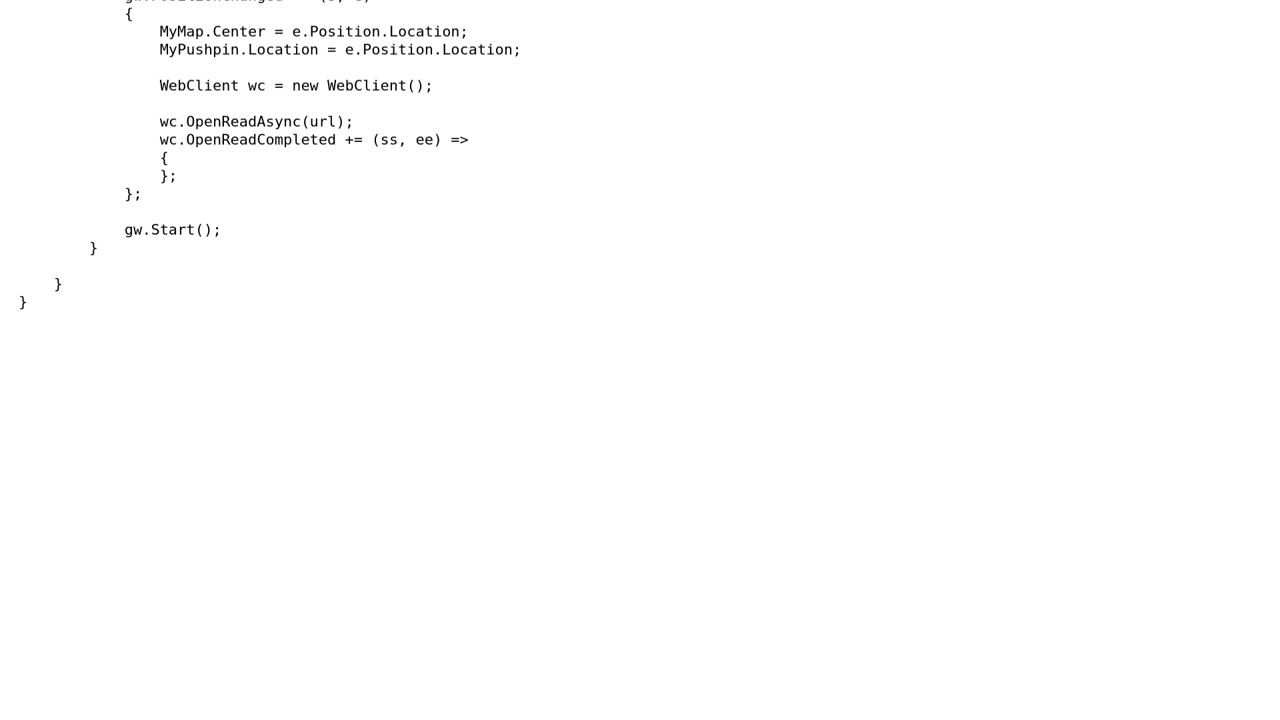 {
MyMap.Center = e.Position.Location;
MyPushpin.Location = e.Position.Location;
WebClient wc = new WebClient();
wc.OpenReadAsync(url);
wc.OpenReadCompleted += (ss, ee) =>
{
};
};
gw.Start();
}
}
}